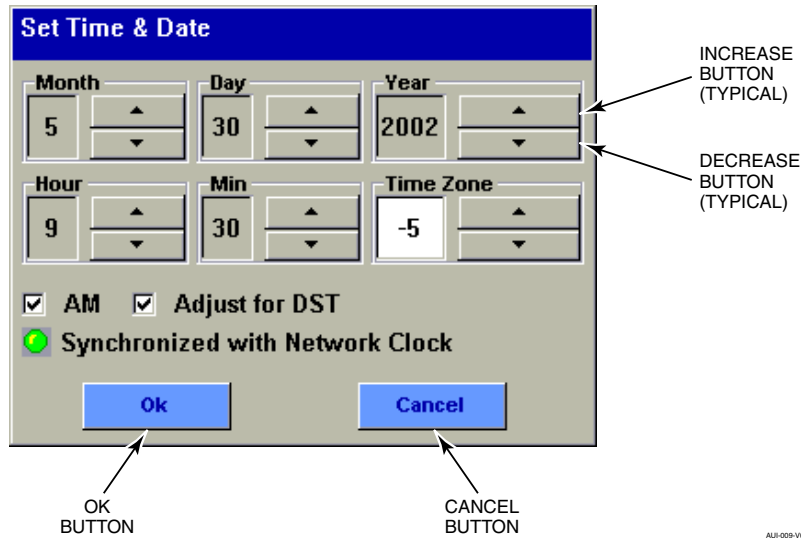 Set Time & Date
Month Day Year
5 30 2002
Hour Min Time Zone
9 30 -5
AM Adjust for DST
Synchronized with Network Clock
Ok Cancel
INCREASE
BUTTON
(TYPICAL)
DECREASE
BUTTON
(TYPICAL)
OK
BUTTON
CANCEL
BUTTON